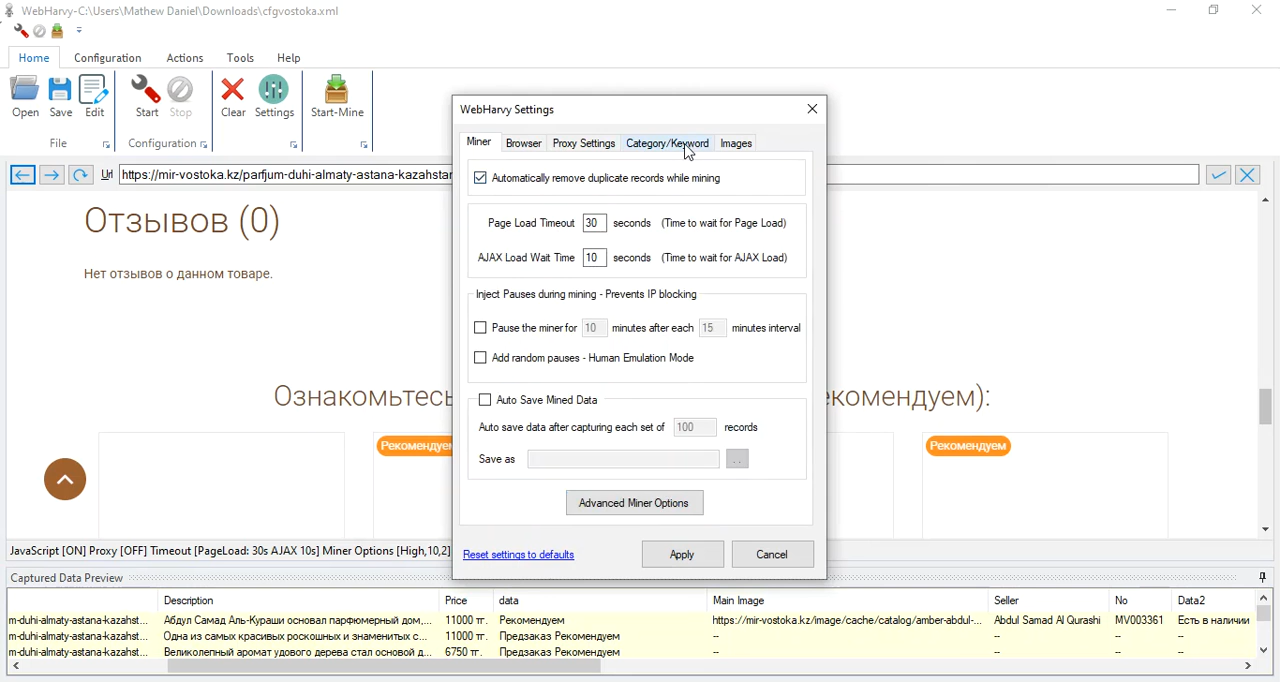 WebHarvy-C:\Users\Mathew Daniel\Downloads\cfgvostoka.xml
Home Configuration Actions Tools Help
Open Save Edit Start Stop Clear Settings Start-Mine
File Configuration
Url https://mir-vostoka.kz/parfjum-duhi-almaty-astana-kazahstan
Отзывов (0)
Нет отзывов о данном товаре.
Ознакомьтесь комендуем):
Рекомендуем Рекомендуем
WebHarvy Settings
Miner Browser Proxy Settings Category/Keyword Images
Automatically remove duplicate records while mining
Page Load Timeout 30 seconds (Time to wait for Page Load)
AJAX Load Wait Time 10 seconds (Time to wait for AJAX Load)
Inject Pauses during mining - Prevents IP blocking
Pause the miner for 10 minutes after each 15 minutes interval
Add random pauses - Human Emulation Mode
Auto Save Mined Data
Auto save data after capturing each set of 100 records
Save as ..
Advanced Miner Options
Reset settings to defaults Apply Cancel
JavaScript [ON] Proxy [OFF] Timeout [PageLoad: 30s AJAX 10s] Miner Options [High,10,2]
Captured Data Preview
Description Price data Main Image Seller No Data2
m-duhi-almaty-astana-kazahst... Абдул Самад Аль-Кураши основал парфюмерный дом,... 11000 тг. Рекомендуем https://mir-vostoka.kz/image/cache/catalog/amber-abdul-... Abdul Samad Al Qurashi MV003361 Есть в наличии
m-duhi-almaty-astana-kazahst... Одна из самых красивых роскошных и знаменитых с... 11000 тг. Предзаказ Рекомендуем -- -- -- --
m-duhi-almaty-astana-kazahst... Великолепный аромат удового дерева стал основой д... 6750 тг. Предзаказ Рекомендуем -- -- -- --